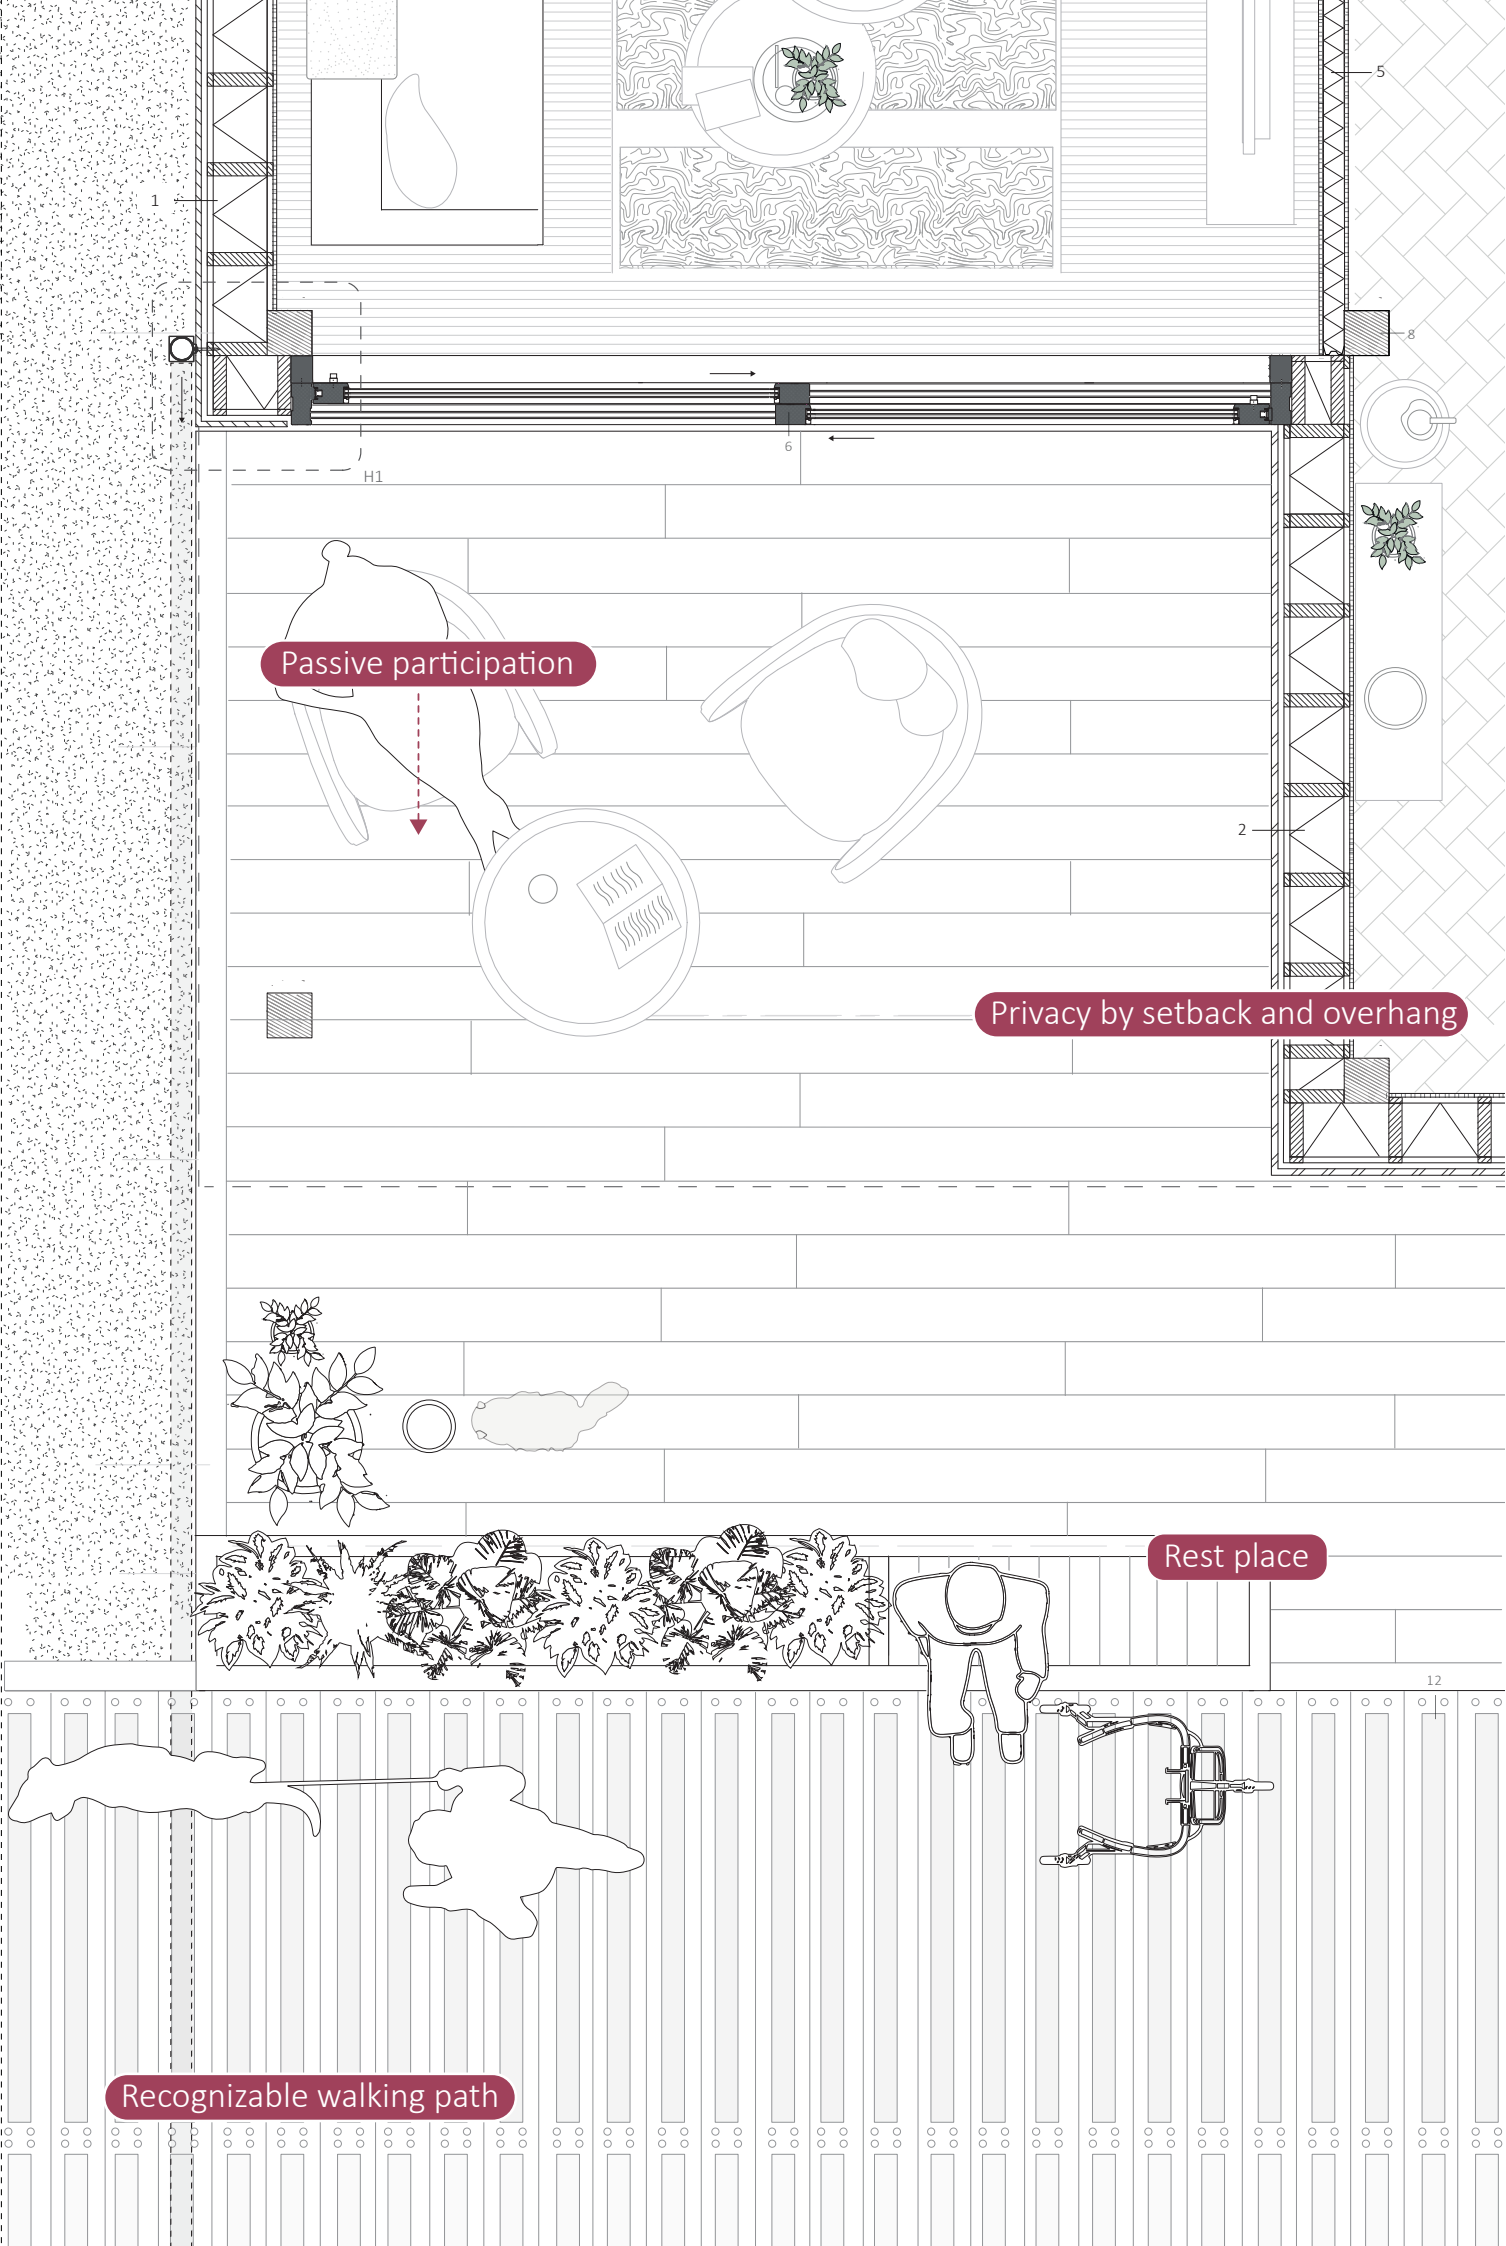 5
1
8
6
H1
Passive participation
2
Privacy by setback and overhang
Rest place
12
Recognizable walking path